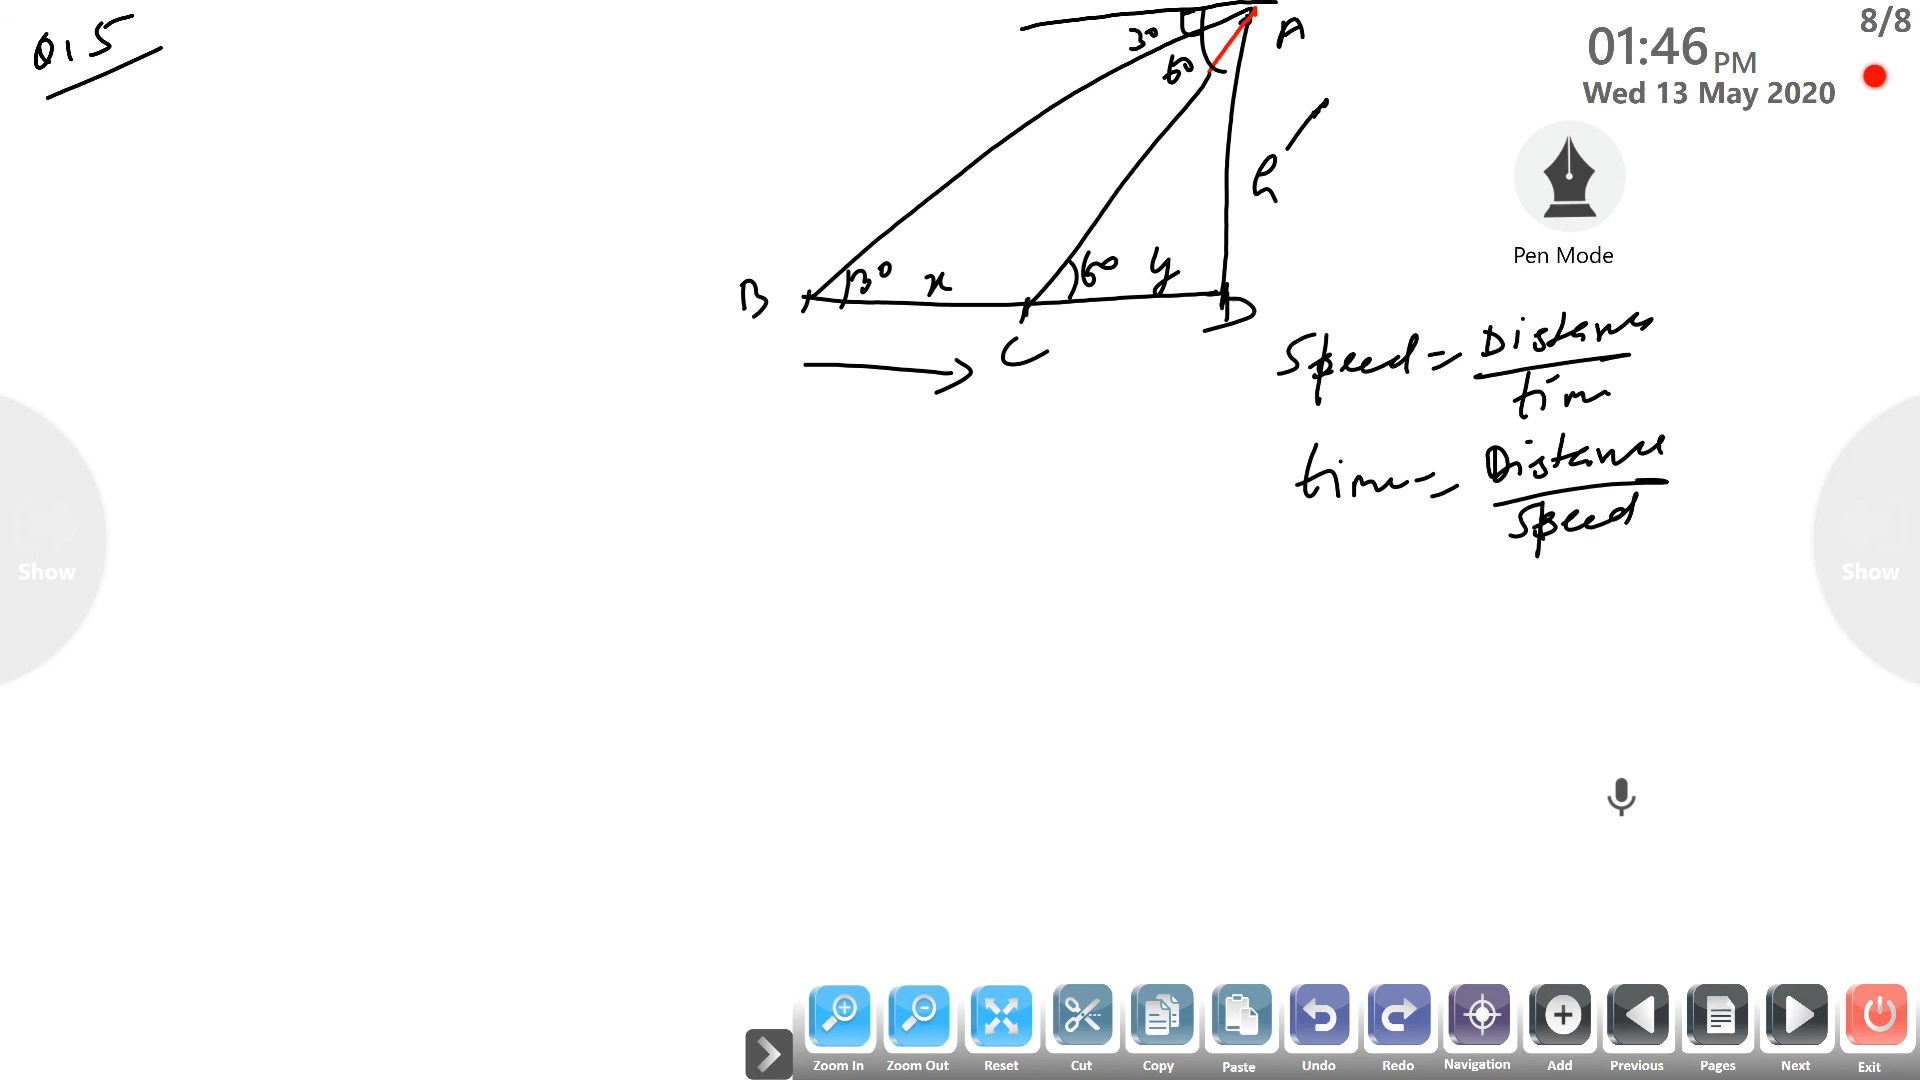 Q15
30
60
A
h
B
30
x
60
y
D
C
Speed = Distance
time
time = Distance
Speed
8/8
01:46 PM
Wed 13 May 2020
Pen Mode
Show
Show
Zoom In
Zoom Out
Reset
Cut
Copy
Paste
Undo
Redo
Navigation
Add
Previous
Pages
Next
Exit